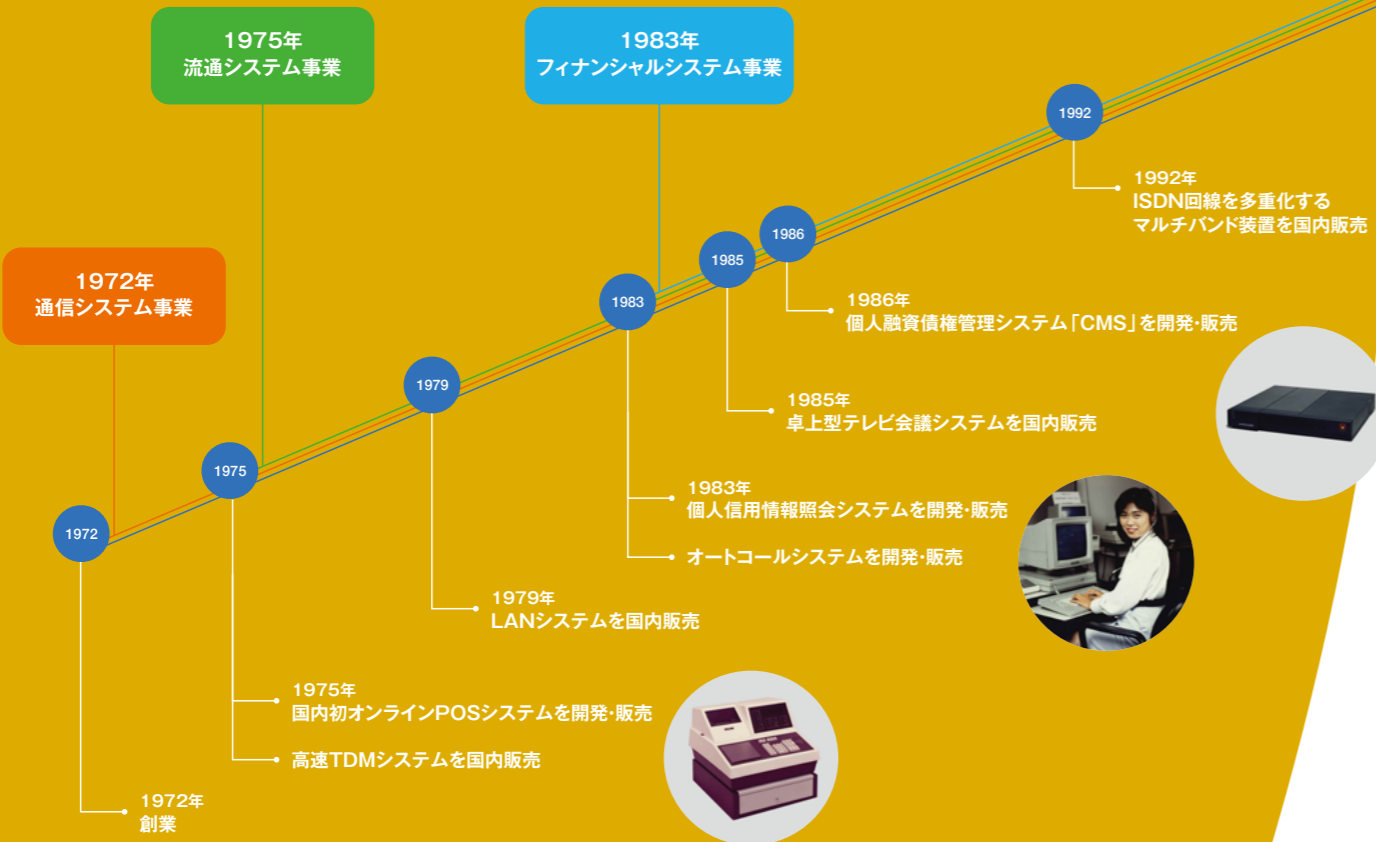 1975年
流通システム事業
1983年
フィナンシャルシステム事業
1992
1992年
ISDN回線を多重化する
マルチバンド装置を国内販売
1972年
通信システム事業
1986
1985
1983
1986年
個人融資債権管理システム「CMS」を開発・販売
1979
1985年
卓上型テレビ会議システムを国内販売
1975
1983年
個人信用情報照会システムを開発・販売
オートコールシステムを開発・販売
1972
1979年
LANシステムを国内販売
1975年
国内初オンラインPOSシステムを開発・販売
高速TDMシステムを国内販売
1972年
創業